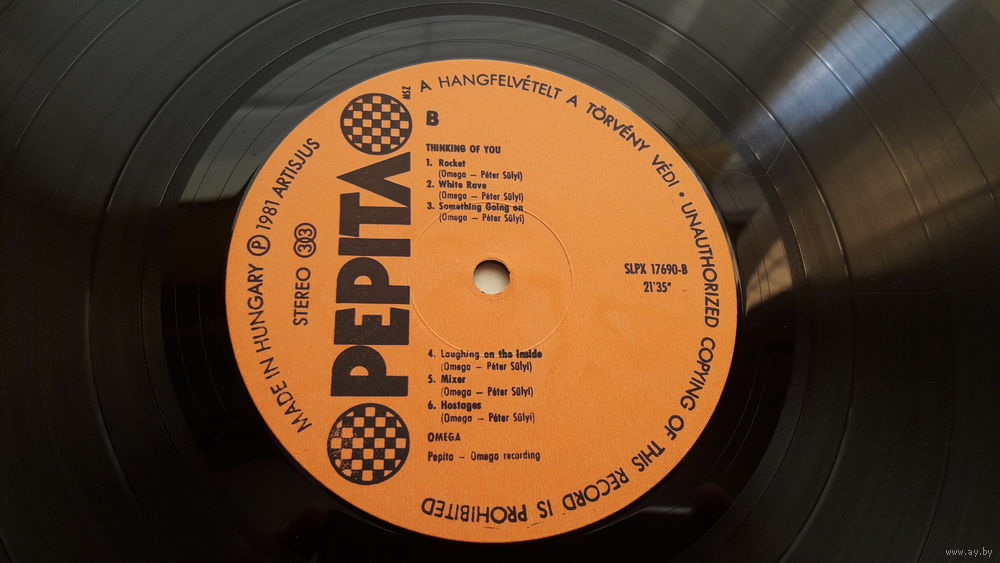 A HANGFELVÉTELT A TÖRVÉNY VÉDI • UNAUTHORIZED COPYING OF THIS RECORD IS PROHIBITED
MADE IN HUNGARY Ⓟ 1981 ARTISJUS
STEREO 33
PEPITA
MSZ
B
THINKING OF YOU
1. Rocket
(Omega – Péter Sülyi)
2. White Rave
(Omega – Péter Sülyi)
3. Something Going on
(Omega – Péter Sülyi)
SLPX 17690-B
21'35"
4. Laughing on the Inside
(Omega – Péter Sülyi)
5. Mixer
(Omega – Péter Sülyi)
6. Hostages
(Omega – Péter Sülyi)
OMEGA
Pepita – Omega recording
www.ay.by